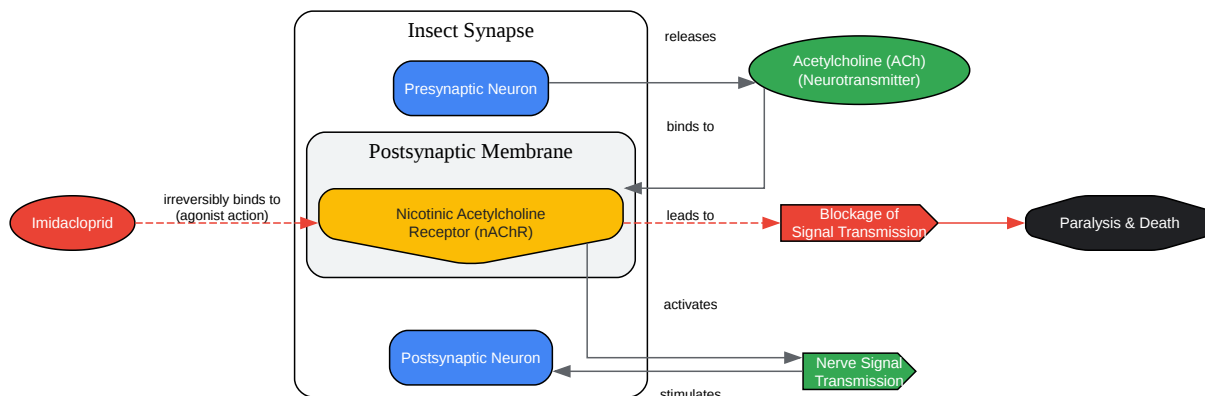 Insect Synapse
releases
Acetylcholine (ACh)
(Neurotransmitter)
Presynaptic Neuron
binds to
Postsynaptic Membrane
irreversibly binds to
(agonist action)
Imidacloprid
Nicotinic Acetylcholine
Receptor (nAChR)
leads to
Blockage of
Signal Transmission
Paralysis & Death
activates
Postsynaptic Neuron
Nerve Signal
Transmission
stimulates